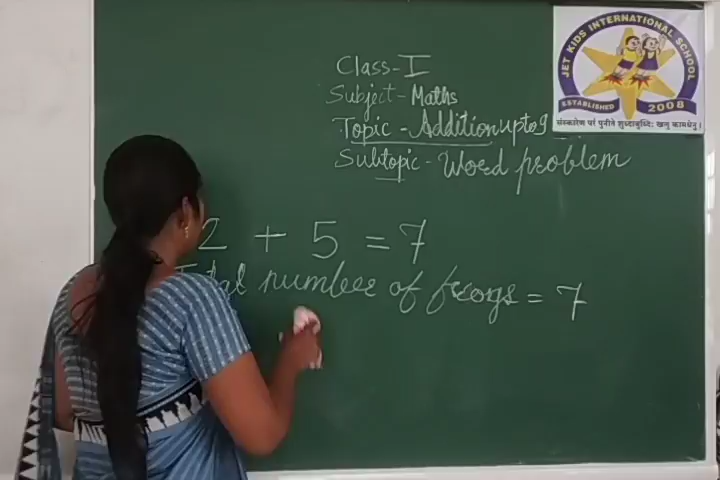 Class-I
Subject-Maths
Topic-Addition upto 9
Subtopic-Word problem
2 + 5 = 7
Total number of frogs = 7
JET KIDS INTERNATIONAL SCHOOL
ESTABLISHED 2008